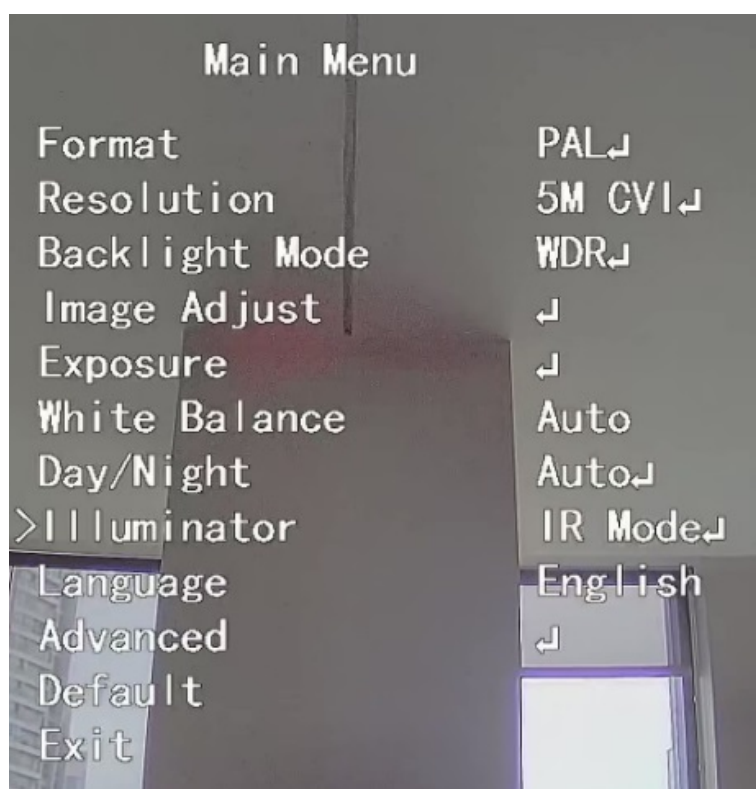 Main Menu
Format PAL↵
Resolution 5M CVI↵
Backlight Mode WDR↵
Image Adjust ↵
Exposure ↵
White Balance Auto
Day/Night Auto↵
>Illuminator IR Mode↵
Language English
Advanced ↵
Default
Exit